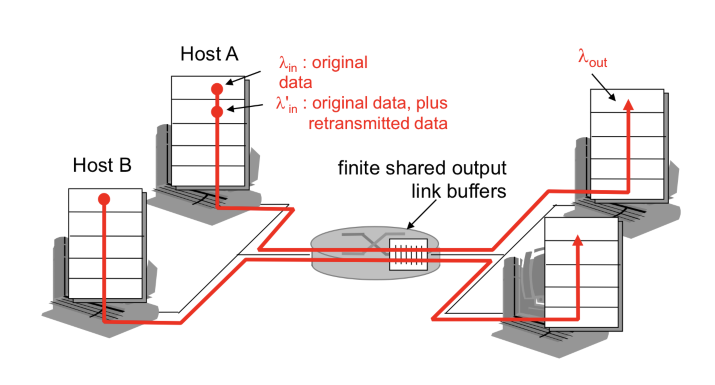 Host A
λin : original
data
λ'in : original data, plus
retransmitted data
λout
Host B
finite shared output
link buffers